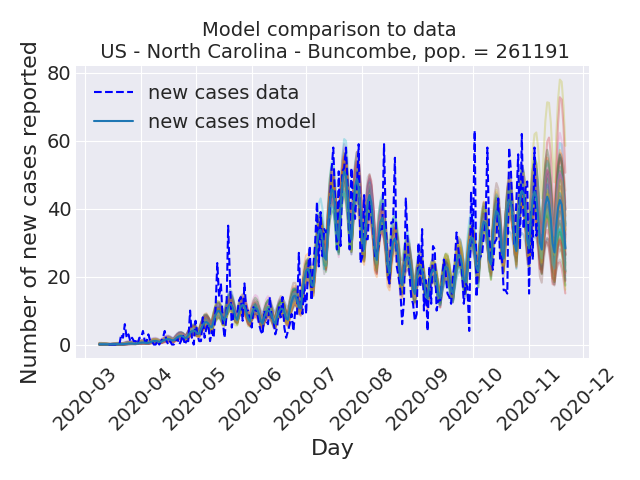 Model comparison to data
US - North Carolina - Buncombe, pop. = 261191
Number of new cases reported
80
60
40
20
0
new cases data
new cases model
2020-03
2020-04
2020-05
2020-06
2020-07
2020-08
2020-09
2020-10
2020-11
2020-12
Day